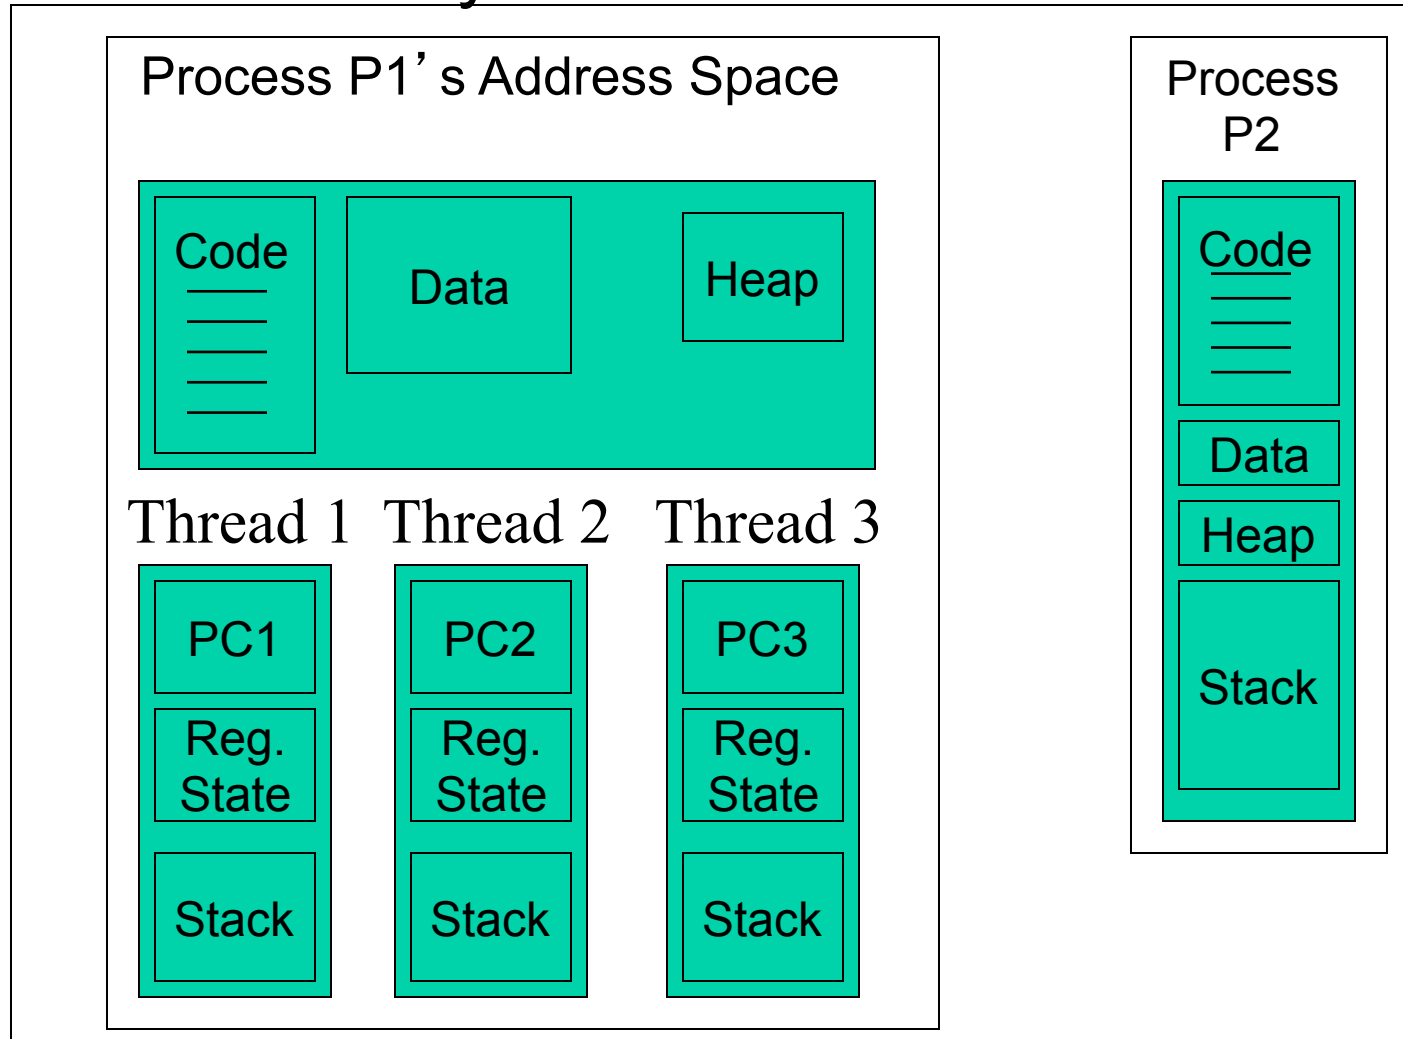 Process P1’s Address Space
Code
Data
Heap
Thread 1
Thread 2
Thread 3
PC1
PC2
PC3
Reg.
State
Reg.
State
Reg.
State
Stack
Stack
Stack
Process
P2
Code
Data
Heap
Stack